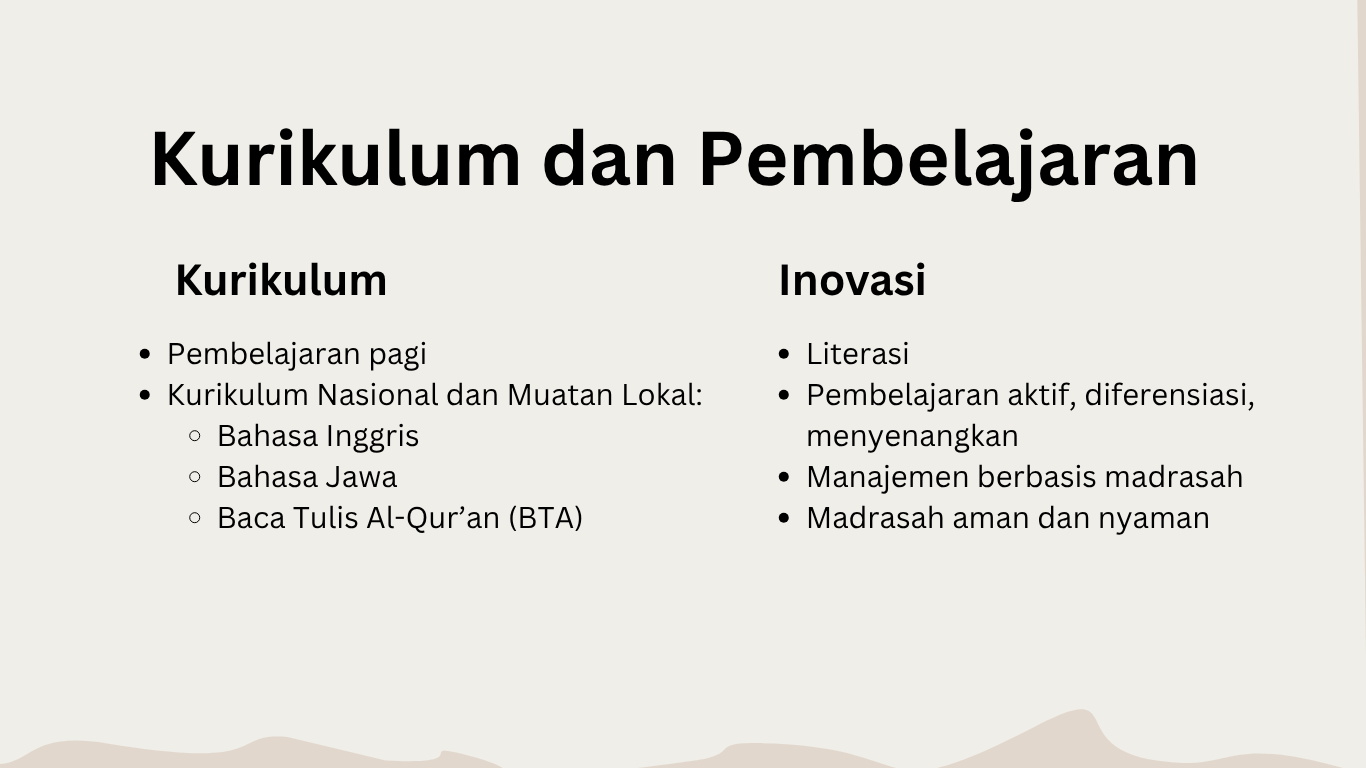 Kurikulum dan Pembelajaran
Kurikulum
• Pembelajaran pagi
• Kurikulum Nasional dan Muatan Lokal:
○ Bahasa Inggris
○ Bahasa Jawa
○ Baca Tulis Al-Qur’an (BTA)
Inovasi
• Literasi
• Pembelajaran aktif, diferensiasi,
menyenangkan
• Manajemen berbasis madrasah
• Madrasah aman dan nyaman